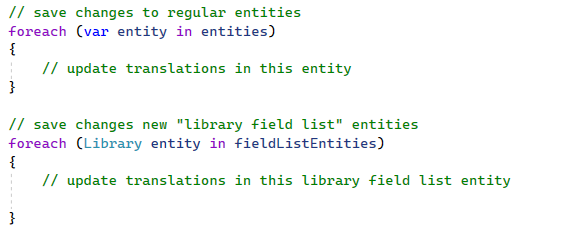 // save changes to regular entities
foreach (var entity in entities)
{
// update translations in this entity
}
// save changes new "library field list" entities
foreach (Library entity in fieldListEntities)
{
// update translations in this library field list entity
}